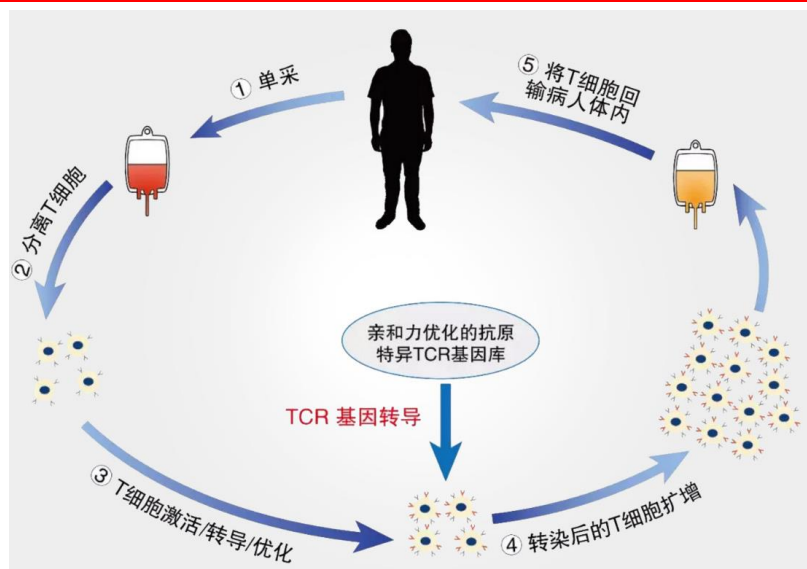 ① 单采
② 分离T细胞
③ T细胞激活/转导/优化
亲和力优化的抗原
特异TCR基因库
TCR 基因转导
④ 转染后的T细胞扩增
⑤ 将T细胞回
输病人体内